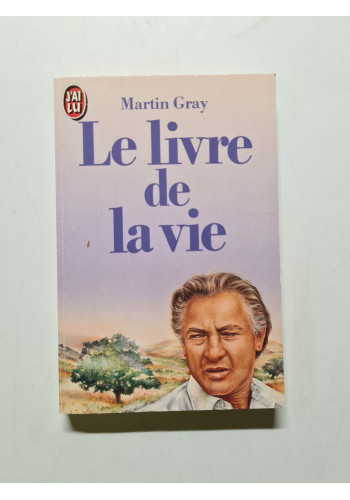 J'AI
LU
Martin Gray
Le livre
de
la vie